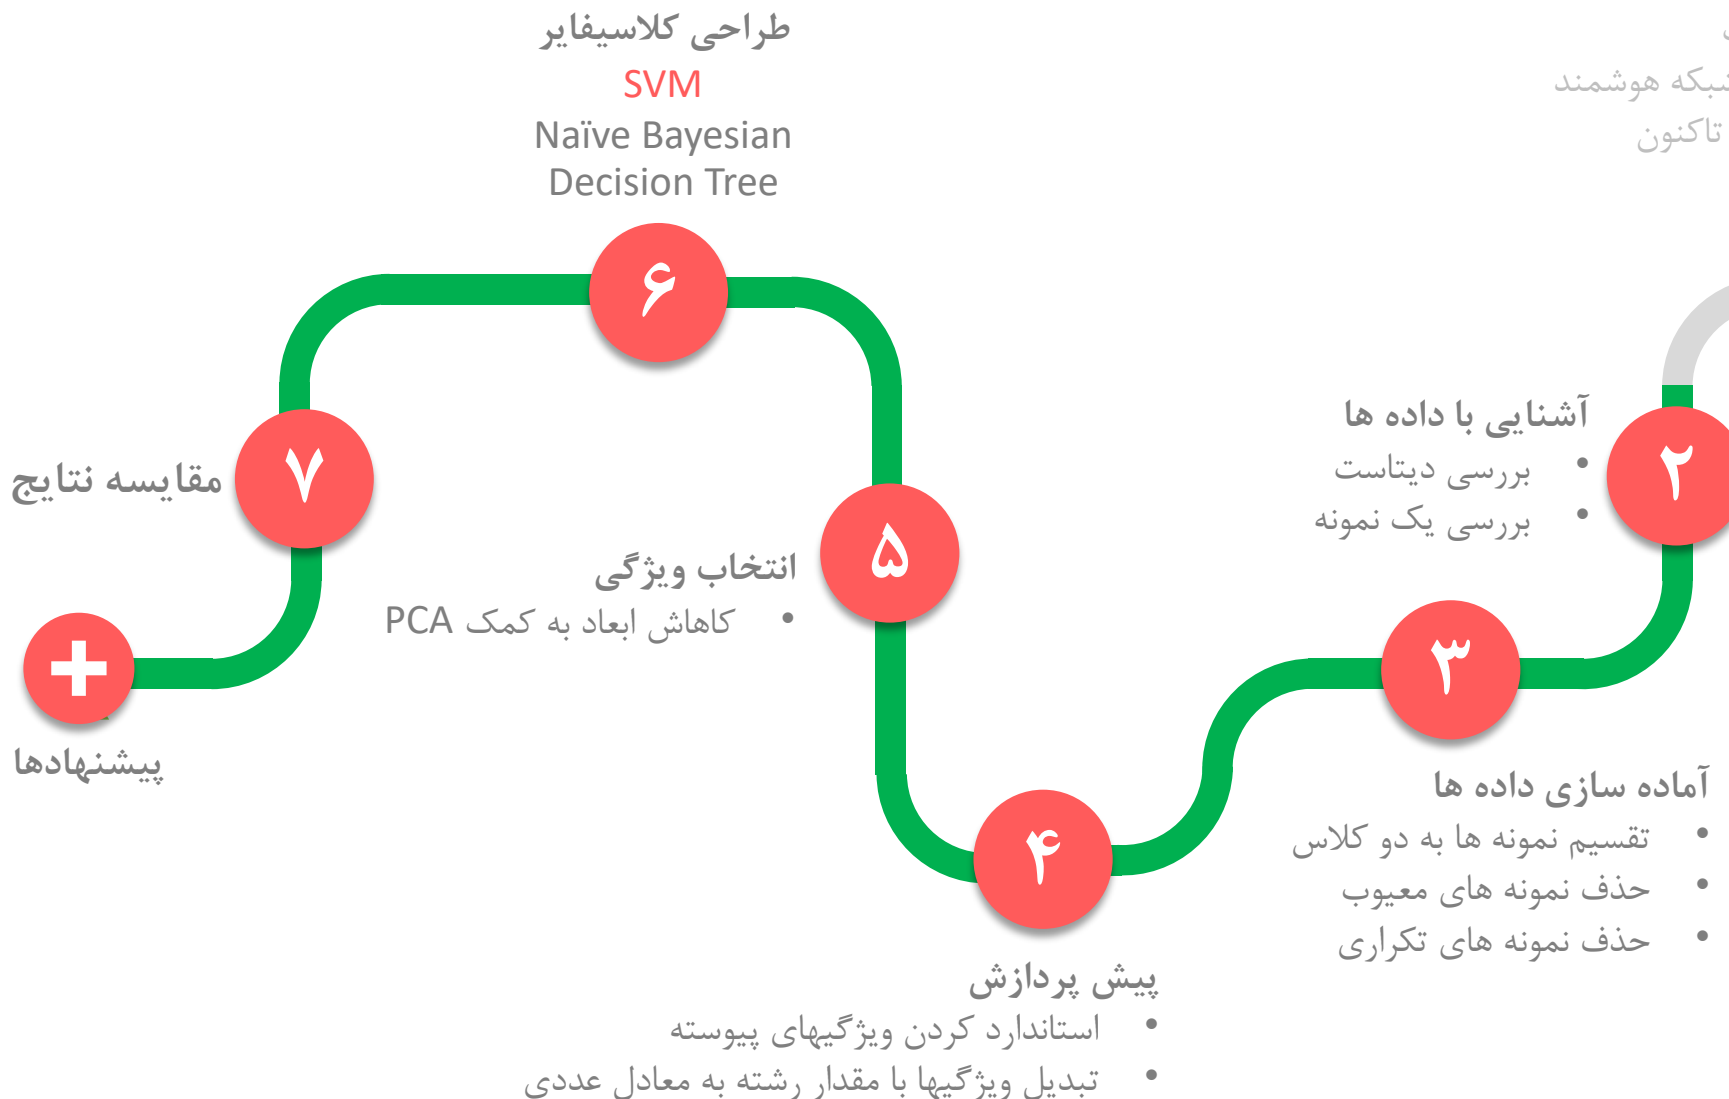 شبکه هوشمند
تاکنون
۲
آشنایی با داده ها
• بررسی دیتاست
• بررسی یک نمونه
۳
آماده سازی داده ها
• تقسیم نمونه ها به دو کلاس
• حذف نمونه های معیوب
• حذف نمونه های تکراری
۴
پیش پردازش
• استاندارد کردن ویژگیهای پیوسته
• تبدیل ویژگیها با مقدار رشته به معادل عددی
۵
انتخاب ویژگی
• کاهاش ابعاد به کمک PCA
طراحی کلاسیفایر
SVM
Naïve Bayesian
Decision Tree
۶
۷
مقایسه نتایج
+
پیشنهادها